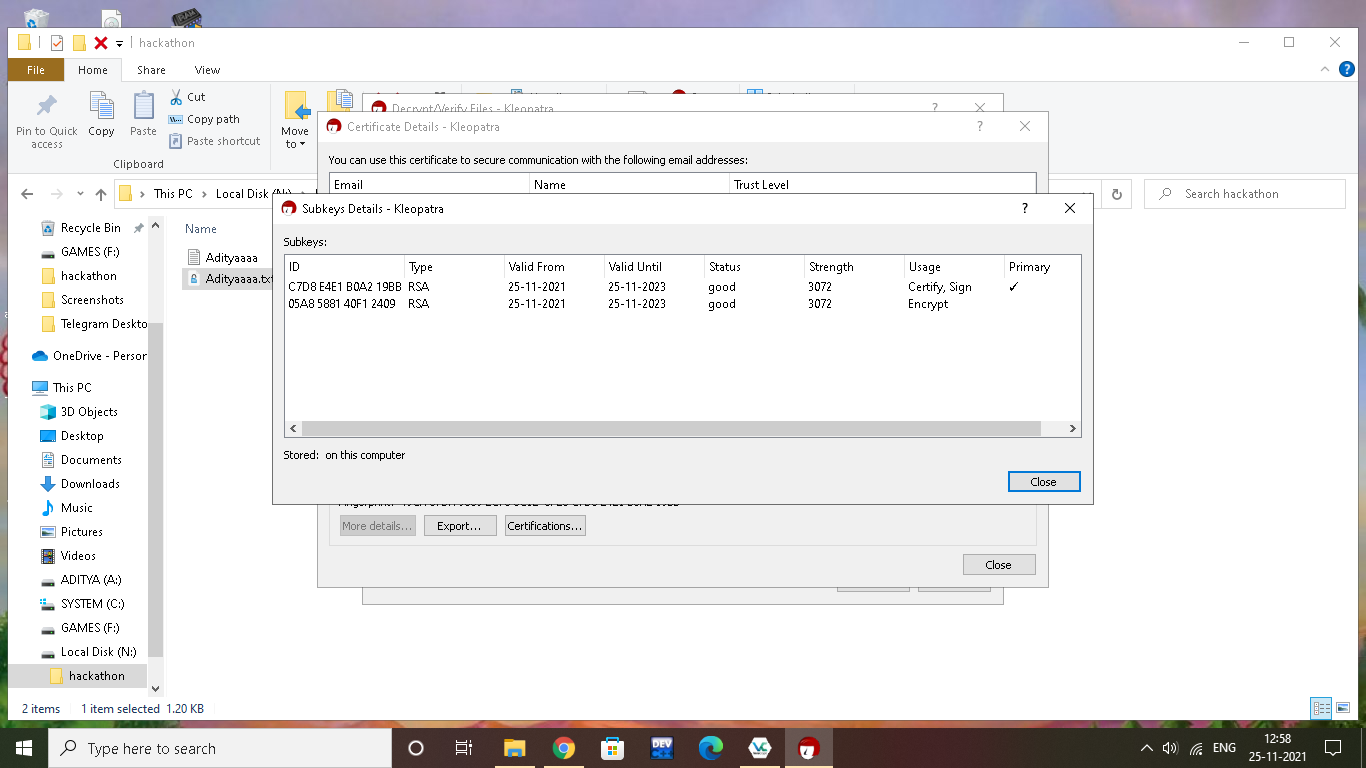 hackathon
File Home Share View
Pin to Quick access
Copy
Paste
Cut
Copy path
Paste shortcut
Clipboard
Move to
Decrypt/Verify Files - Kleopatra
Certificate Details - Kleopatra
You can use this certificate to secure communication with the following email addresses:
Email Name Trust Level
This PC Local Disk (N:)
Search hackathon
Recycle Bin
GAMES (F:)
hackathon
Screenshots
Telegram Deskto
OneDrive - Person
This PC
3D Objects
Desktop
Documents
Downloads
Music
Pictures
Videos
ADITYA (A:)
SYSTEM (C:)
GAMES (F:)
Local Disk (N:)
hackathon
Name
Adityaaaa
Adityaaaa.txt
Subkeys Details - Kleopatra
Subkeys:
ID Type Valid From Valid Until Status Strength Usage Primary
C7D8 E4E1 B0A2 19BB RSA 25-11-2021 25-11-2023 good 3072 Certify, Sign ✓
05A8 5881 40F1 2409 RSA 25-11-2021 25-11-2023 good 3072 Encrypt
Stored: on this computer
Close
More details... Export... Certifications...
Close
2 items 1 item selected 1.20 KB
Type here to search
DEV
VC
ENG
12:58
25-11-2021